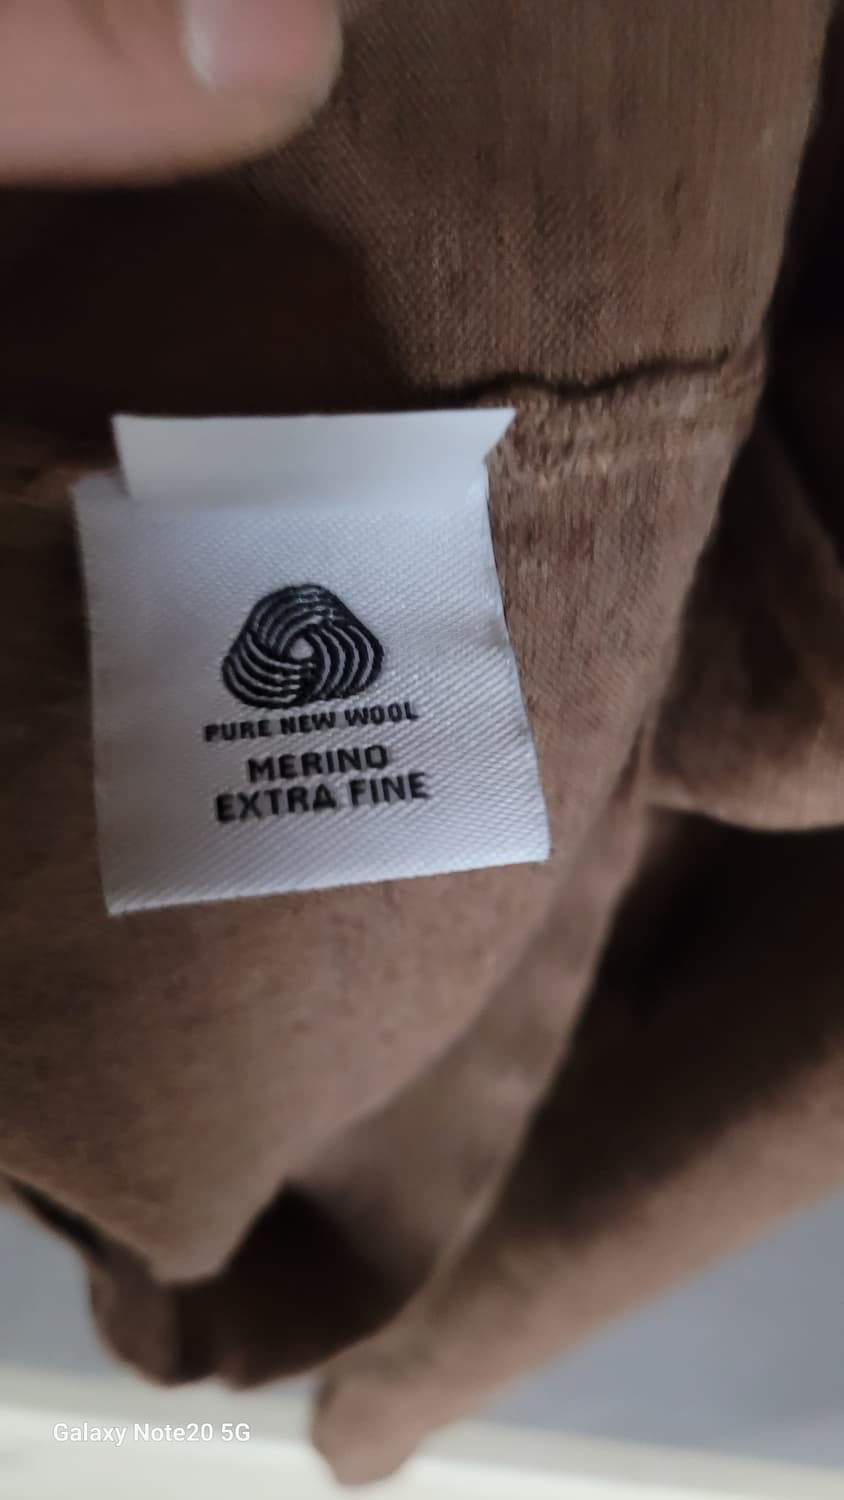 PURE NEW WOOL
MERINO
EXTRA FINE
Galaxy Note20 5G